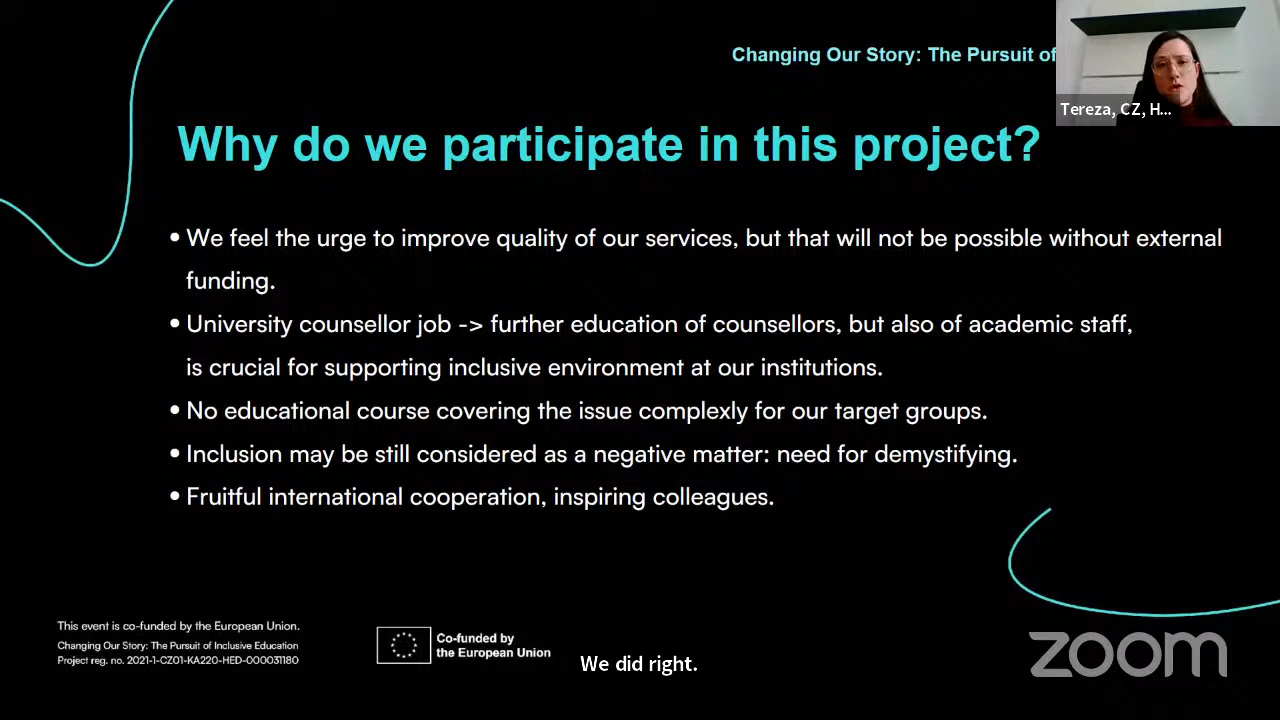 Changing Our Story: The Pursuit of
Tereza, CZ, H...
Why do we participate in this project?
• We feel the urge to improve quality of our services, but that will not be possible without external
funding.
• University counsellor job -> further education of counsellors, but also of academic staff,
is crucial for supporting inclusive environment at our institutions.
• No educational course covering the issue complexly for our target groups.
• Inclusion may be still considered as a negative matter: need for demystifying.
• Fruitful international cooperation, inspiring colleagues.
This event is co-funded by the European Union.
Changing Our Story: The Pursuit of Inclusive Education
Project reg. no. 2021-1-CZ01-KA220-HED-000031180
Co-funded by
the European Union
We did right.
zoom